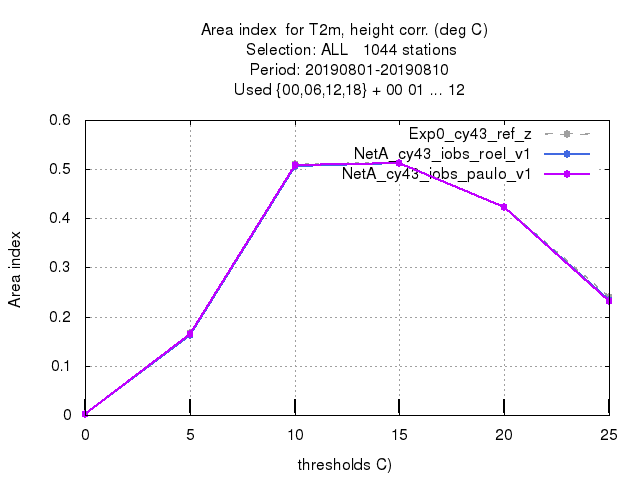 Area index  for T2m, height corr. (deg C)
Selection: ALL   1044 stations
Period: 20190801-20190810
Used {00,06,12,18} + 00 01 ... 12
Exp0_cy43_ref_z
NetA_cy43_iobs_roel_v1
NetA_cy43_iobs_paulo_v1
0.6
0.5
0.4
0.3
0.2
0.1
0
Area index
0 5 10 15 20 25
thresholds C)